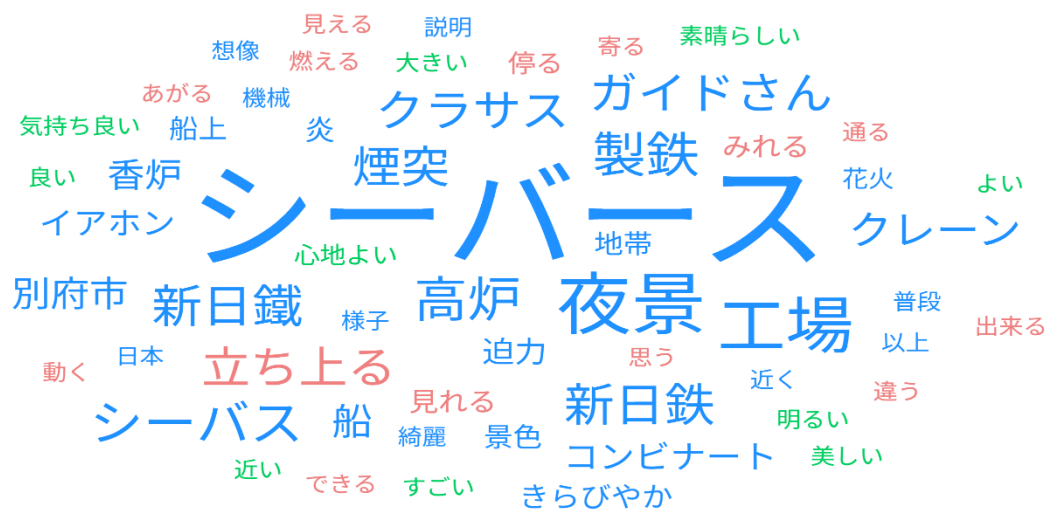 見える
説明
想像
燃える
大きい
停る
寄る
素晴らしい
あがる
機械
クラサス
ガイドさん
気持ち良い
船上
炎
煙突
製鉄
みれる
通る
良い
香炉
シーバース
花火
よい
イアホン
心地よい
地帯
クレーン
別府市
新日鐵
様子
高炉
夜景
工場
普段
出来る
動く
日本
立ち上る
迫力
思う
以上
近く
違う
シーバス
船
見れる
綺麗
景色
新日鉄
明るい
コンビナート
美しい
近い
できる
すごい
きらびやか